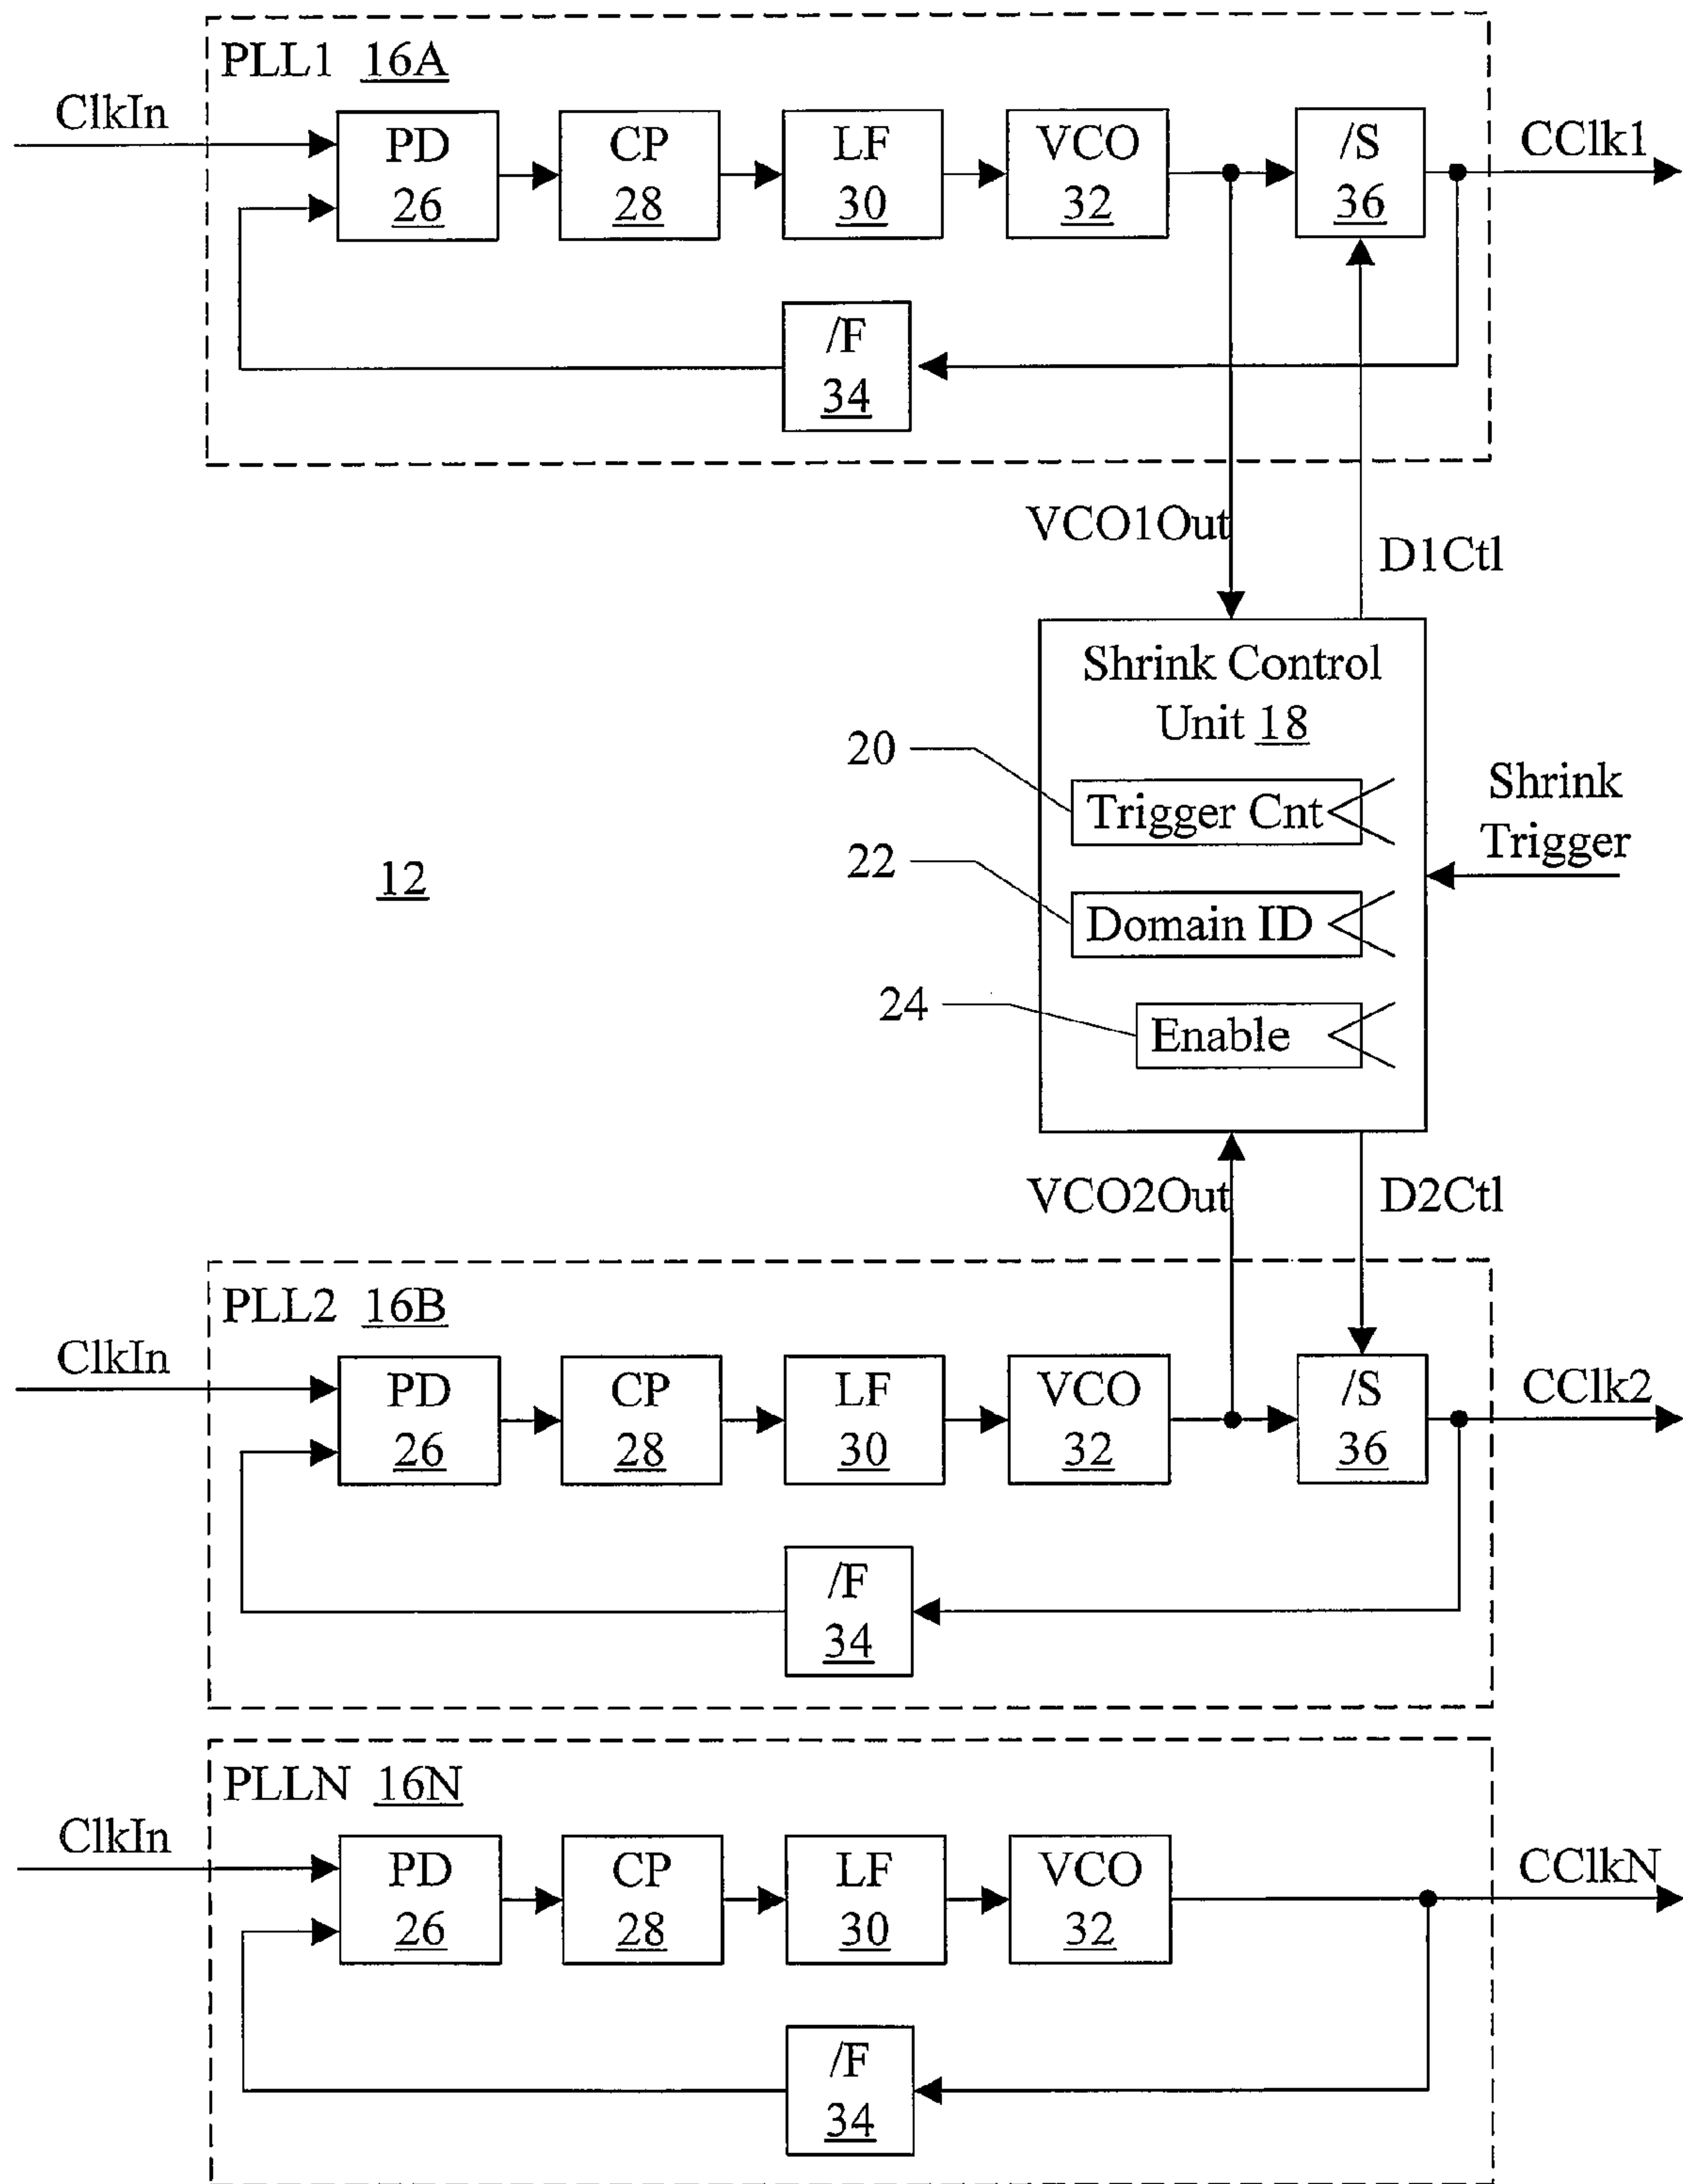 PLL1 16A
ClkIn
PD
26
CP
28
LF
30
VCO
32
/S
36
CClk1
/F
34
VCO1Out
D1Ctl
Shrink Control
Unit 18
20
Trigger Cnt
Shrink
Trigger
22
Domain ID
12
24
Enable
VCO2Out
D2Ctl
PLL2 16B
ClkIn
PD
26
CP
28
LF
30
VCO
32
/S
36
CClk2
/F
34
PLLN 16N
ClkIn
PD
26
CP
28
LF
30
VCO
32
CClkN
/F
34